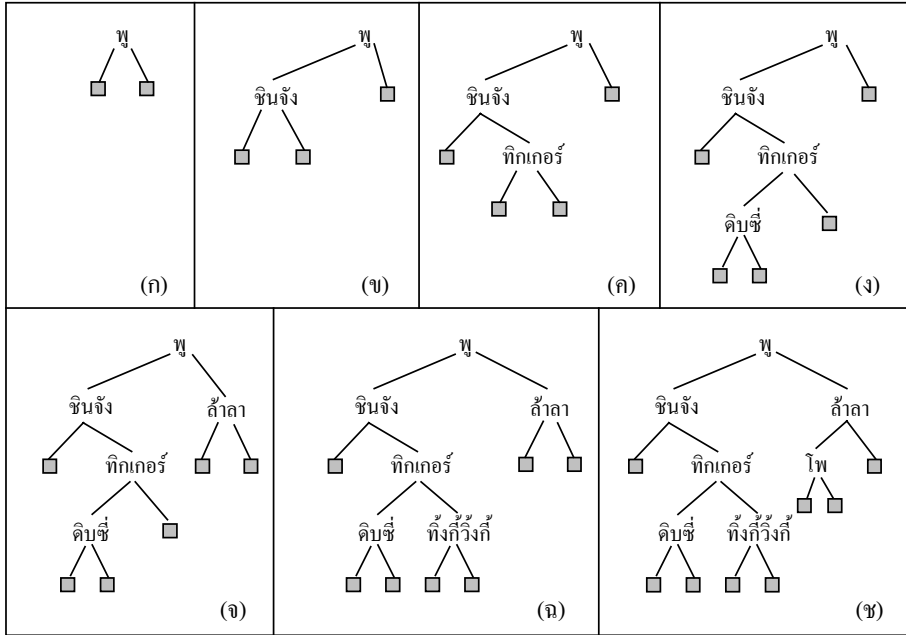 พู
(ก)
พู
ชินจัง
(ข)
พู
ชินจัง
ทิกเกอร์
(ค)
พู
ชินจัง
ทิกเกอร์
ดิบซี่
(ง)
พู
ชินจัง
ล้าลา
ทิกเกอร์
ดิบซี่
(จ)
พู
ชินจัง
ล้าลา
ทิกเกอร์
ดิบซี่ ทิ้งกี้วิ้งกี้
(ฉ)
พู
ชินจัง
ล้าลา
ทิกเกอร์
โพ
ดิบซี่ ทิ้งกี้วิ้งกี้
(ช)